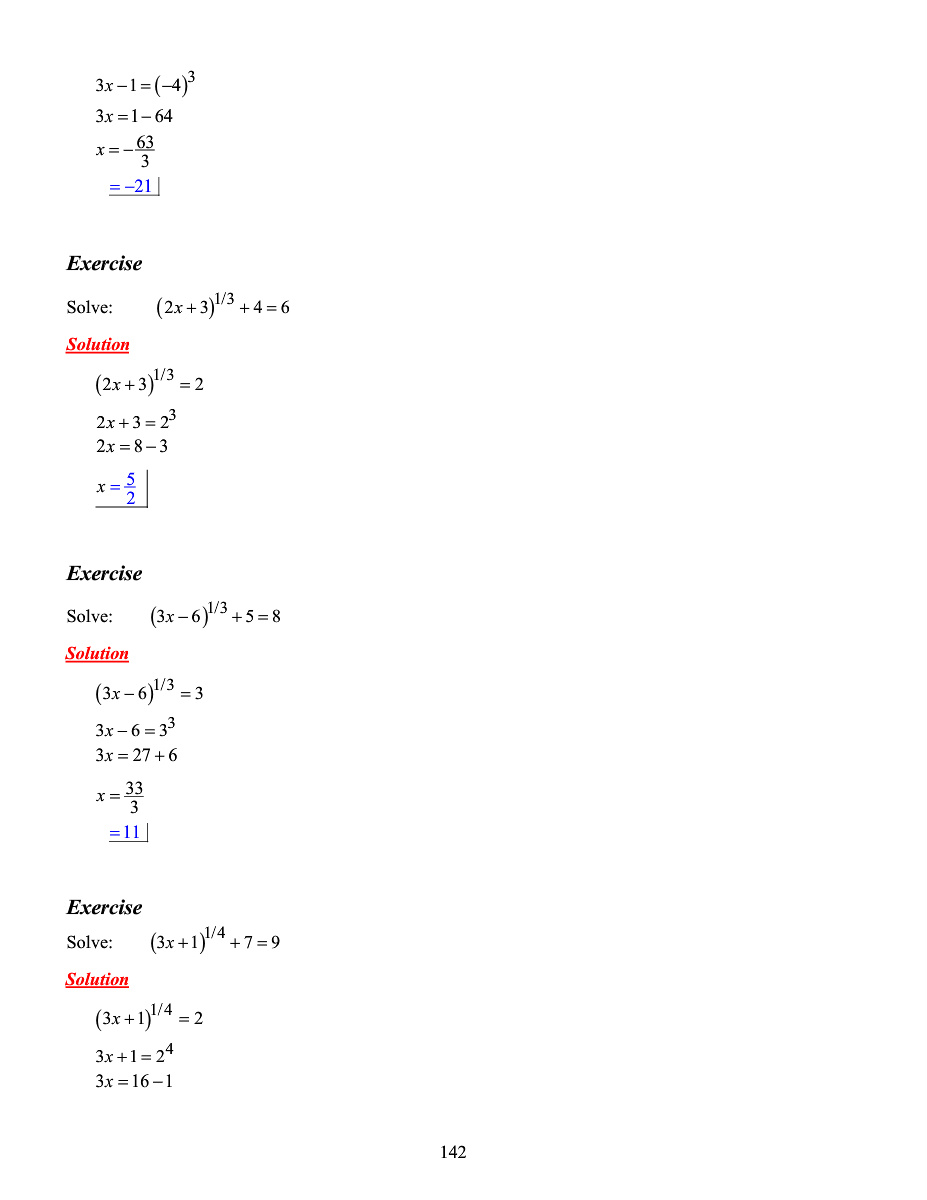 3x − 1 = (−4)^3
3x = 1 − 64
x = −63/3
= −21
Exercise
Solve: (2x + 3)^1/3 + 4 = 6
Solution
(2x + 3)^1/3 = 2
2x + 3 = 2^3
2x = 8 − 3
x = 5/2
Exercise
Solve: (3x − 6)^1/3 + 5 = 8
Solution
(3x − 6)^1/3 = 3
3x − 6 = 3^3
3x = 27 + 6
x = 33/3
= 11
Exercise
Solve: (3x + 1)^1/4 + 7 = 9
Solution
(3x + 1)^1/4 = 2
3x + 1 = 2^4
3x = 16 − 1
142